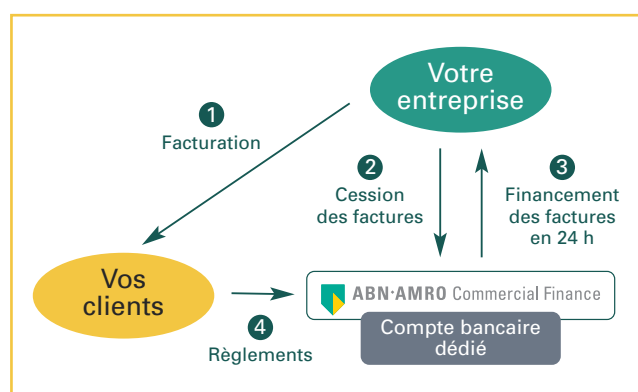 Votre
entreprise
1
Facturation
2
Cession
des factures
3
Financement
des factures
en 24 h
Vos
clients
4
Règlements
ABN·AMRO Commercial Finance
Compte bancaire
dédié